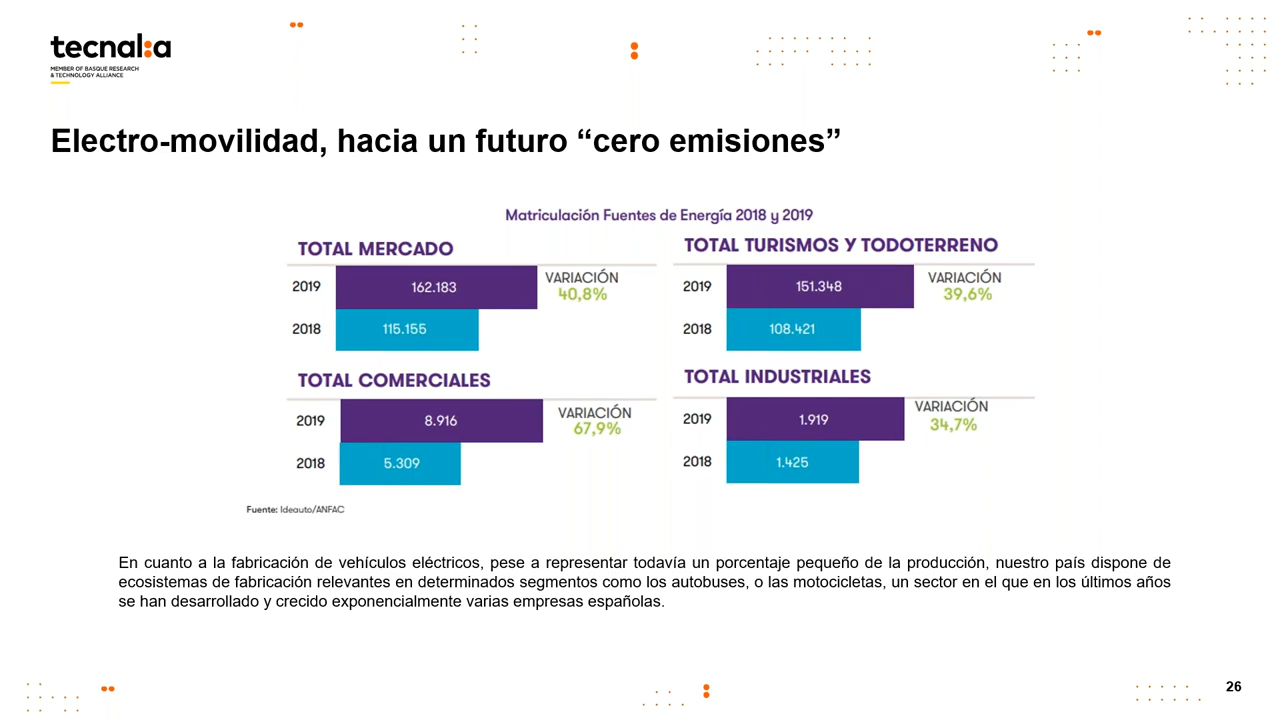 tecnalia
MEMBER OF BASQUE RESEARCH
& TECHNOLOGY ALLIANCE
Electro-movilidad, hacia un futuro “cero emisiones”
Matriculación Fuentes de Energía 2018 y 2019
TOTAL MERCADO
2019 162.183 VARIACIÓN
40,8%
2018 115.155
TOTAL TURISMOS Y TODOTERRENO
2019 151.348 VARIACIÓN
39,6%
2018 108.421
TOTAL COMERCIALES
2019 8.916 VARIACIÓN
67,9%
2018 5.309
TOTAL INDUSTRIALES
2019 1.919 VARIACIÓN
34,7%
2018 1.425
Fuente: Ideauto/ANFAC
En cuanto a la fabricación de vehículos eléctricos, pese a representar todavía un porcentaje pequeño de la producción, nuestro país dispone de
ecosistemas de fabricación relevantes en determinados segmentos como los autobuses, o las motocicletas, un sector en el que en los últimos años
se han desarrollado y crecido exponencialmente varias empresas españolas.
26